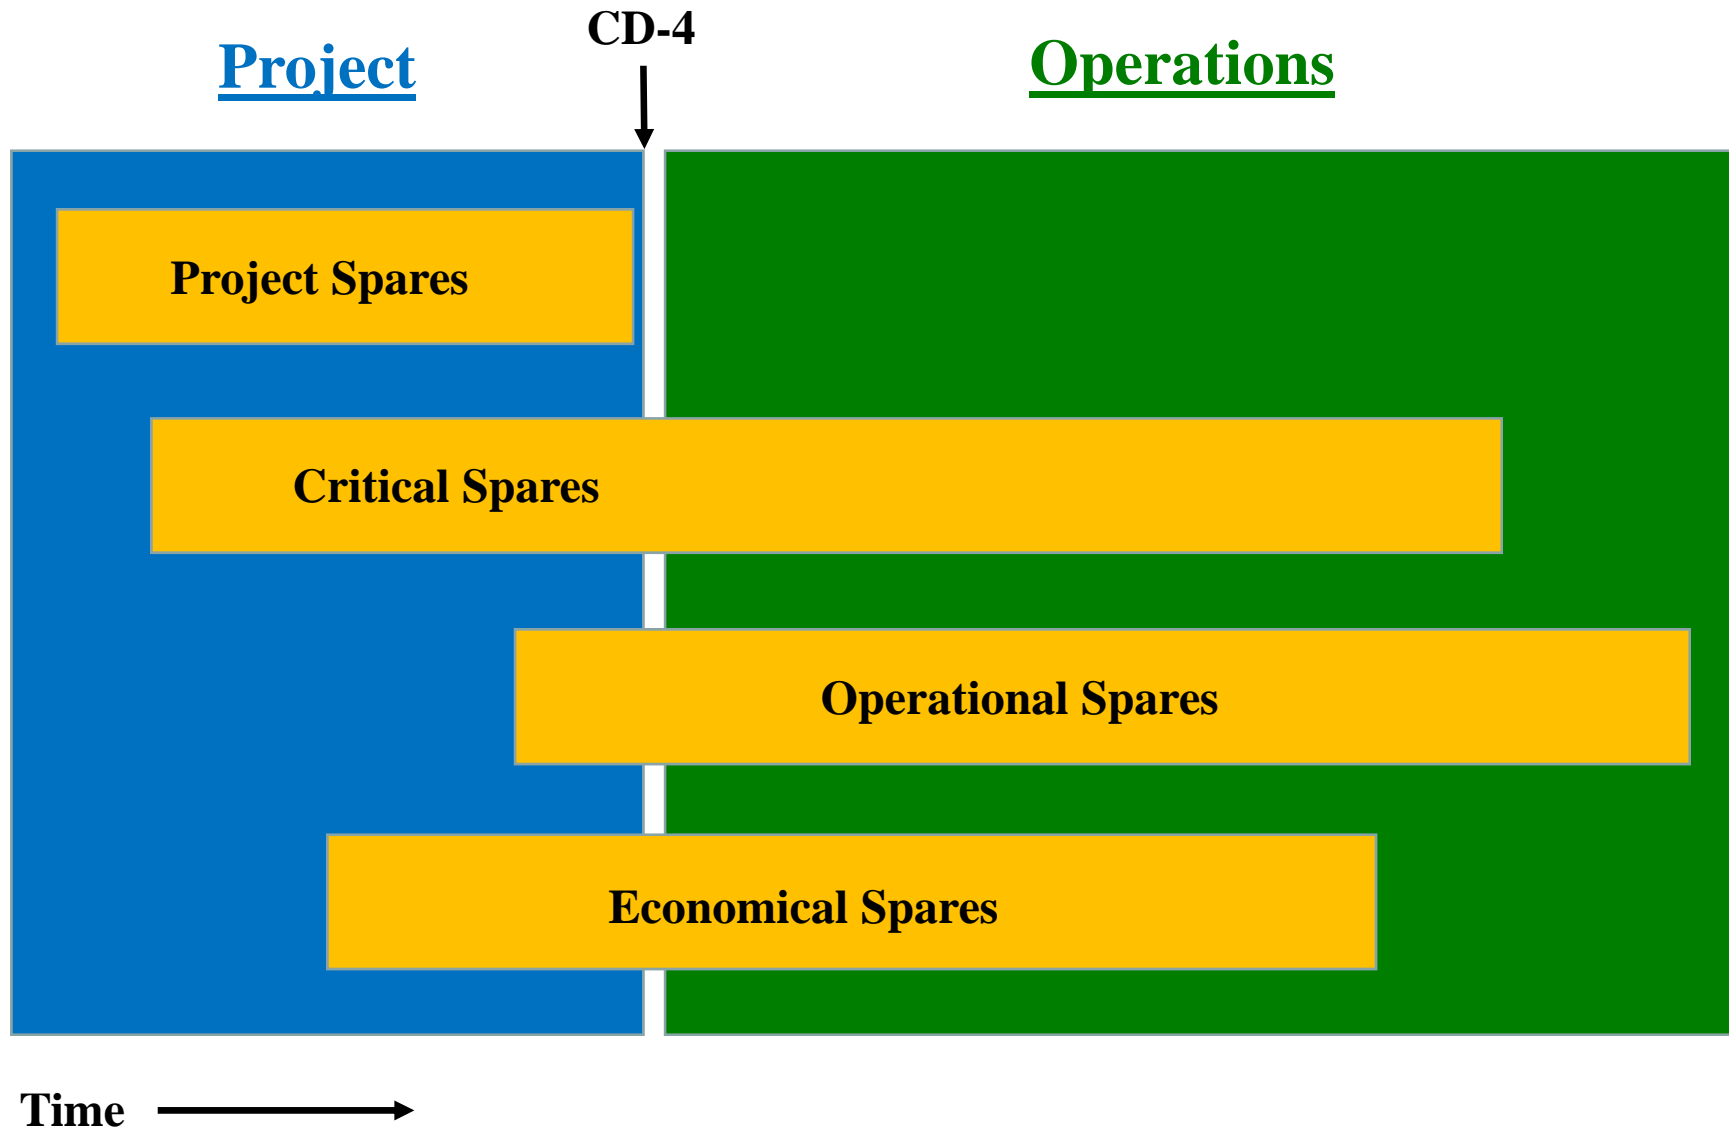 CD-4
Project
Operations
Project Spares
Critical Spares
Operational Spares
Economical Spares
Time